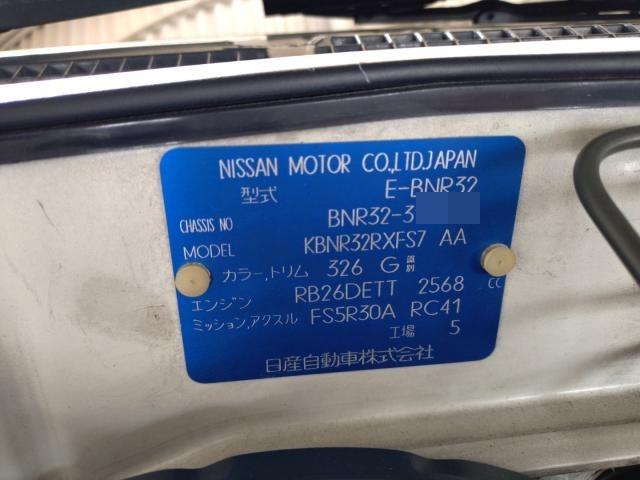 NISSAN MOTOR CO.,LTD.JAPAN
型式 E-BNR32
CHASSIS NO BNR32-3
MODEL KBNR32RXFS7 AA
カラー,トリム 326 G 識別
エンジン RB26DETT 2568 CC
ミッション,アクスル FS5R30A RC41
工場 5
日産自動車株式会社